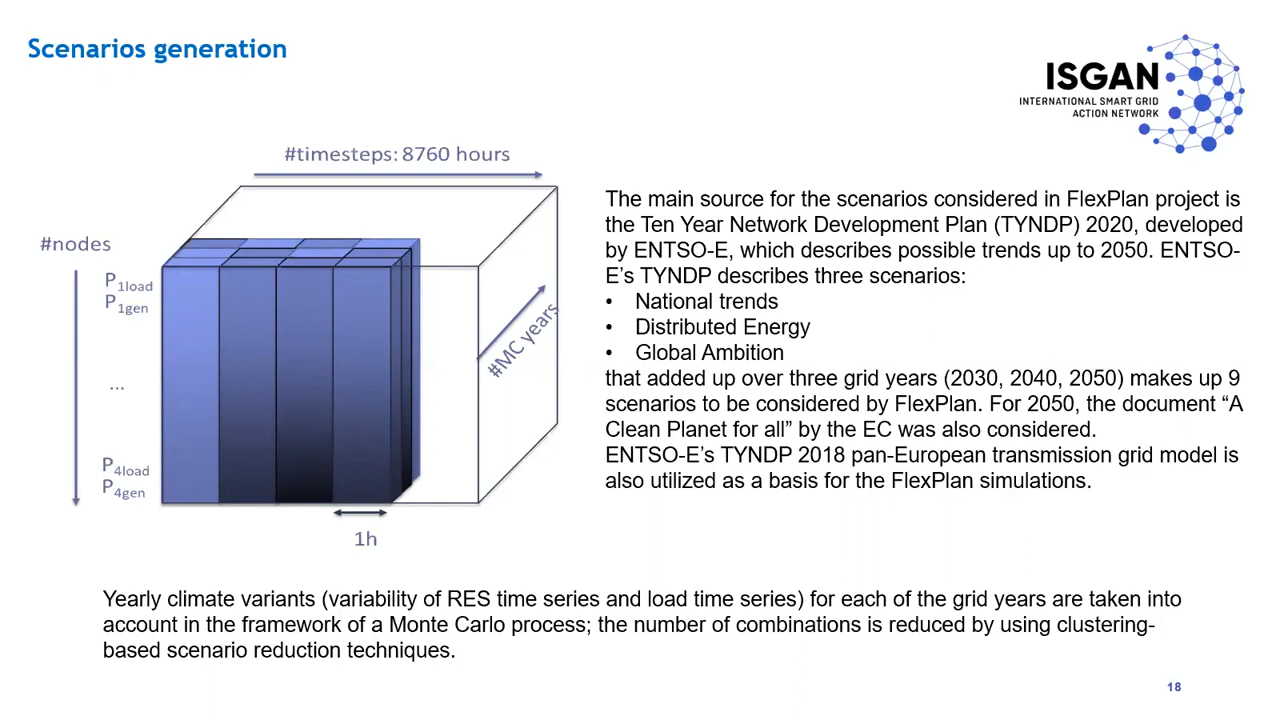 Scenarios generation
ISGAN
INTERNATIONAL SMART GRID
ACTION NETWORK
#timesteps: 8760 hours
#nodes
P1load
P1gen
...
P4load
P4gen
#MC years
1h
The main source for the scenarios considered in FlexPlan project is
the Ten Year Network Development Plan (TYNDP) 2020, developed
by ENTSO-E, which describes possible trends up to 2050. ENTSO-
E’s TYNDP describes three scenarios:
• National trends
• Distributed Energy
• Global Ambition
that added up over three grid years (2030, 2040, 2050) makes up 9
scenarios to be considered by FlexPlan. For 2050, the document “A
Clean Planet for all” by the EC was also considered.
ENTSO-E’s TYNDP 2018 pan-European transmission grid model is
also utilized as a basis for the FlexPlan simulations.
Yearly climate variants (variability of RES time series and load time series) for each of the grid years are taken into
account in the framework of a Monte Carlo process; the number of combinations is reduced by using clustering-
based scenario reduction techniques.
18